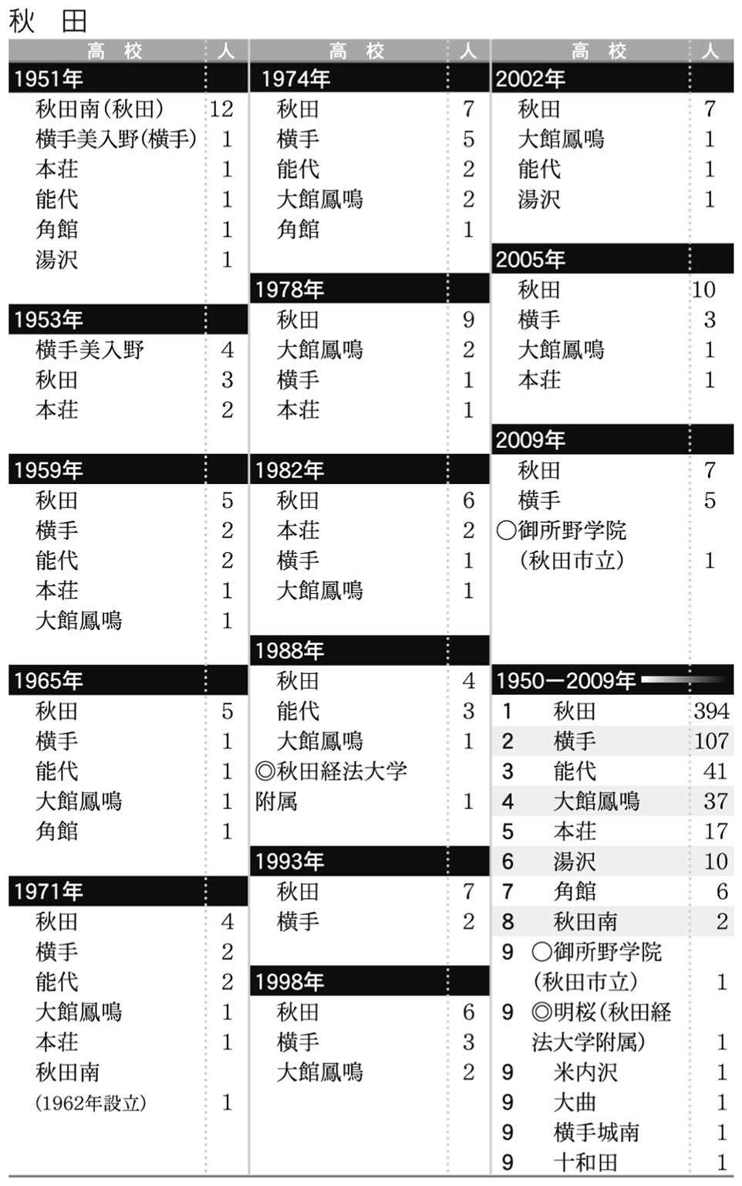 秋　田
高　校　人
1951年
秋田南(秋田)　12
横手美入野(横手)　1
本荘　1
能代　1
角館　1
湯沢　1
1953年
横手美入野　4
秋田　3
本荘　2
1959年
秋田　5
横手　2
能代　2
本荘　1
大館鳳鳴　1
1965年
秋田　5
横手　1
能代　1
大館鳳鳴　1
角館　1
1971年
秋田　4
横手　2
能代　2
大館鳳鳴　1
本荘　1
秋田南
(1962年設立)　1
高　校　人
1974年
秋田　7
横手　5
能代　2
大館鳳鳴　2
角館　1
1978年
秋田　9
大館鳳鳴　2
横手　1
本荘　1
1982年
秋田　6
本荘　2
横手　1
大館鳳鳴　1
1988年
秋田　4
能代　3
大館鳳鳴　1
◎秋田経法大学
附属　1
1993年
秋田　7
横手　2
1998年
秋田　6
横手　3
大館鳳鳴　2
高　校　人
2002年
秋田　7
大館鳳鳴　1
能代　1
湯沢　1
2005年
秋田　10
横手　3
大館鳳鳴　1
本荘　1
2009年
秋田　7
横手　5
○御所野学院
(秋田市立)　1
1950－2009年
1　秋田　394
2　横手　107
3　能代　41
4　大館鳳鳴　37
5　本荘　17
6　湯沢　10
7　角館　6
8　秋田南　2
9　○御所野学院
(秋田市立)　1
9　◎明桜(秋田経
法大学附属)　1
9　米内沢　1
9　大曲　1
9　横手城南　1
9　十和田　1